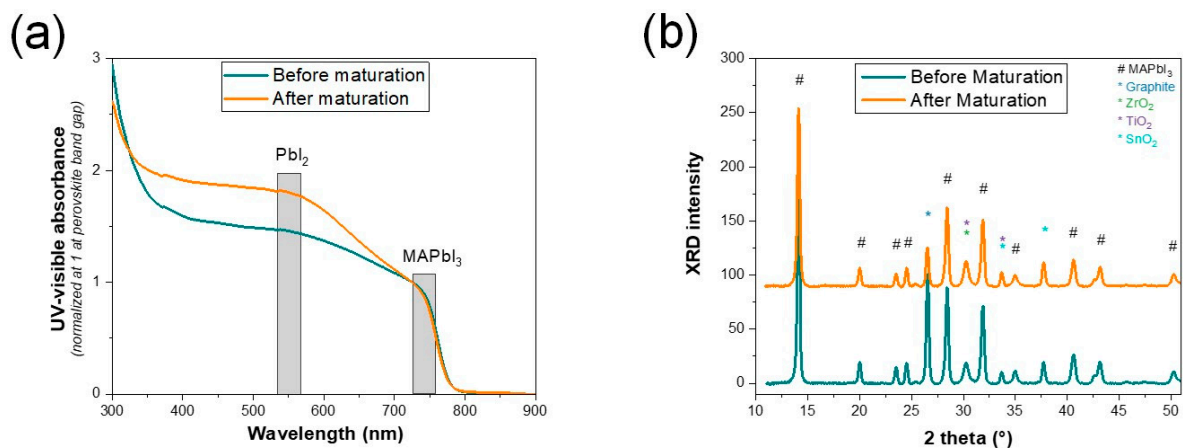 (a)
3
2
1
0
UV-visible absorbance
(normalized at 1 at perovskite band gap)
Before maturation
After maturation
PbI₂
MAPbI₃
300 400 500 600 700 800 900
Wavelength (nm)
(b)
300
250
200
150
100
50
0
XRD intensity
Before Maturation
After Maturation
# MAPbI₃
* Graphite
* ZrO₂
* TiO₂
* SnO₂
#
# # # * # * * # * * # * # # #
10 15 20 25 30 35 40 45 50
2 theta (°)